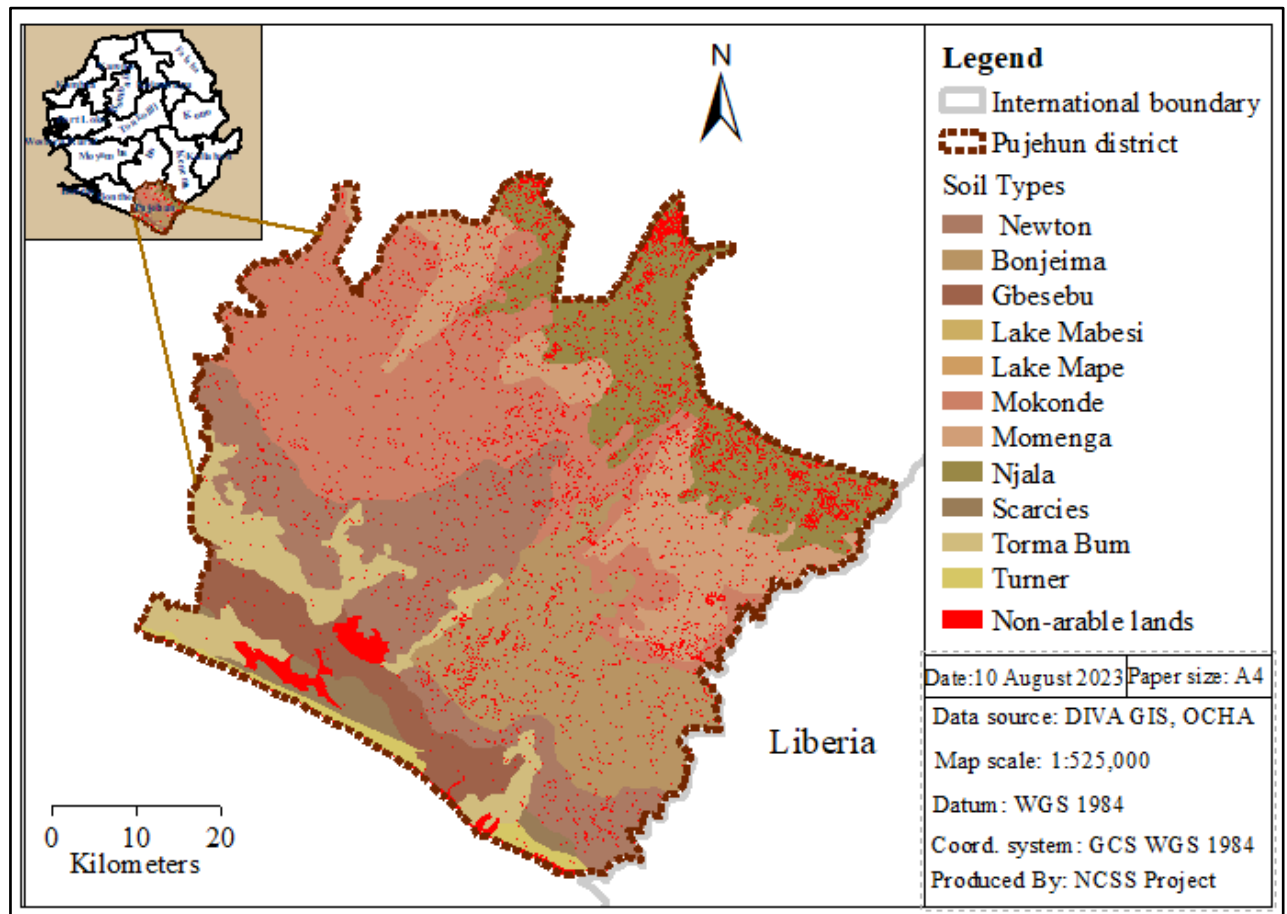 Kono
Moyamba
Pujehun
N
Liberia
0 10 20
Kilometers
Legend
International boundary
Pujehun district
Soil Types
Newton
Bonjeima
Gbesebu
Lake Mabesi
Lake Mape
Mokonde
Momenga
Njala
Scarcies
Torma Bum
Turner
Non-arable lands
Date:10 August 2023
Paper size: A4
Data source: DIVA GIS, OCHA
Map scale: 1:525,000
Datum: WGS 1984
Coord. system: GCS WGS 1984
Produced By: NCSS Project